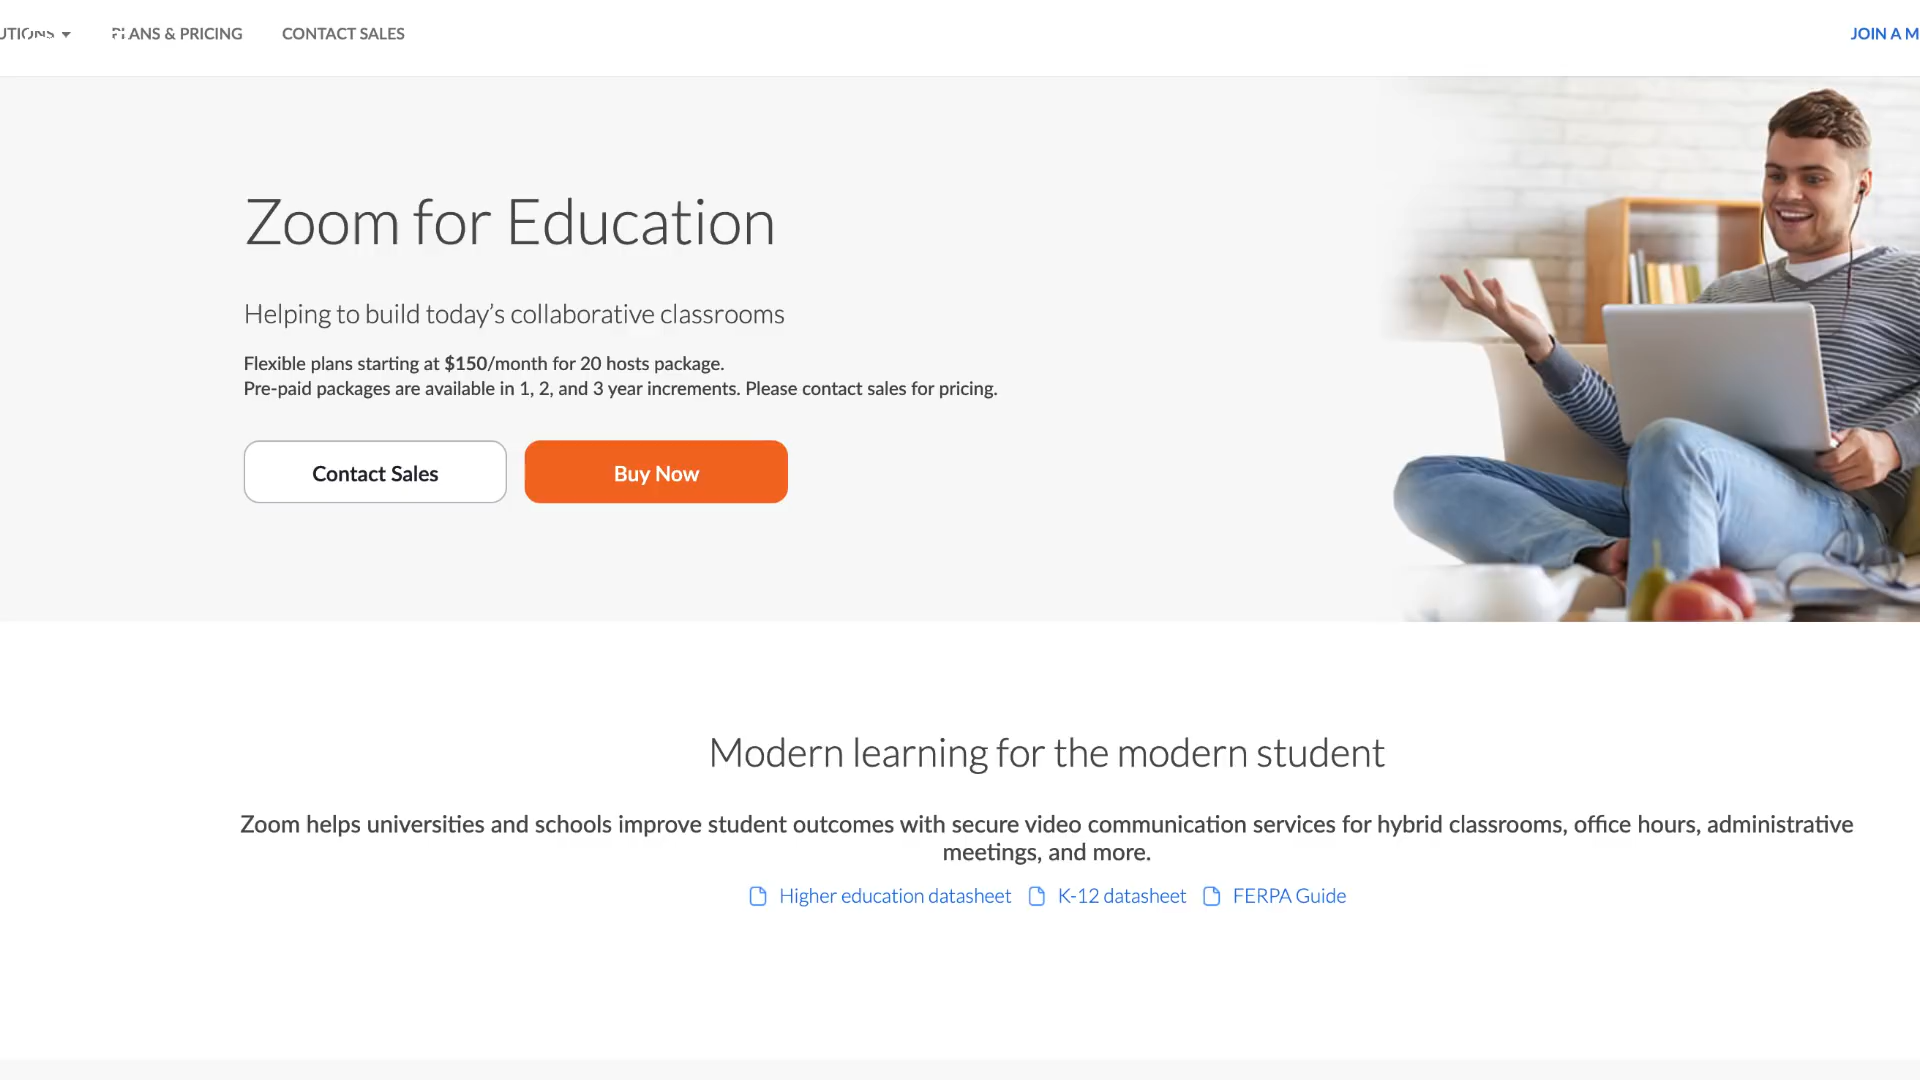 PLANS & PRICING
CONTACT SALES
JOIN A M
Zoom for Education
Helping to build today's collaborative classrooms
Flexible plans starting at $150/month for 20 hosts package.
Pre-paid packages are available in 1, 2, and 3 year increments. Please contact sales for pricing.
Contact Sales
Buy Now
Modern learning for the modern student
Zoom helps universities and schools improve student outcomes with secure video communication services for hybrid classrooms, office hours, administrative
meetings, and more.
Higher education datasheet
K-12 datasheet
FERPA Guide